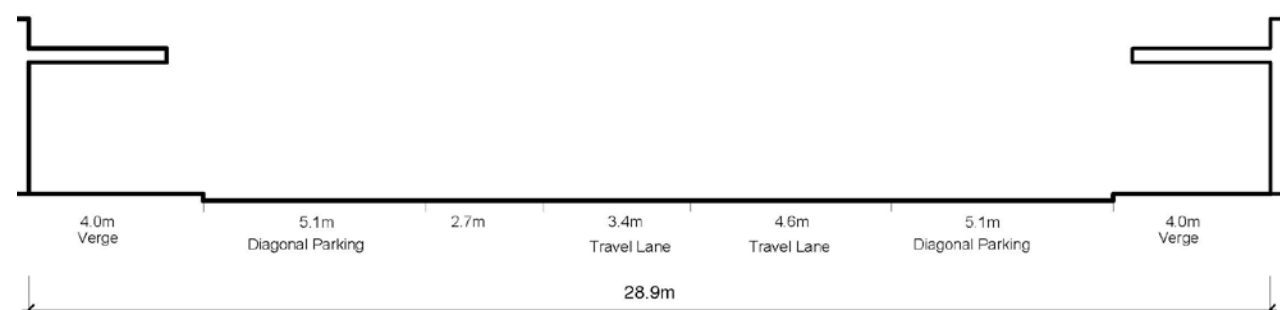 4.0m 5.1m 2.7m 3.4m 4.6m 5.1m 4.0m
Verge Diagonal Parking Travel Lane Travel Lane Diagonal Parking Verge
28.9m